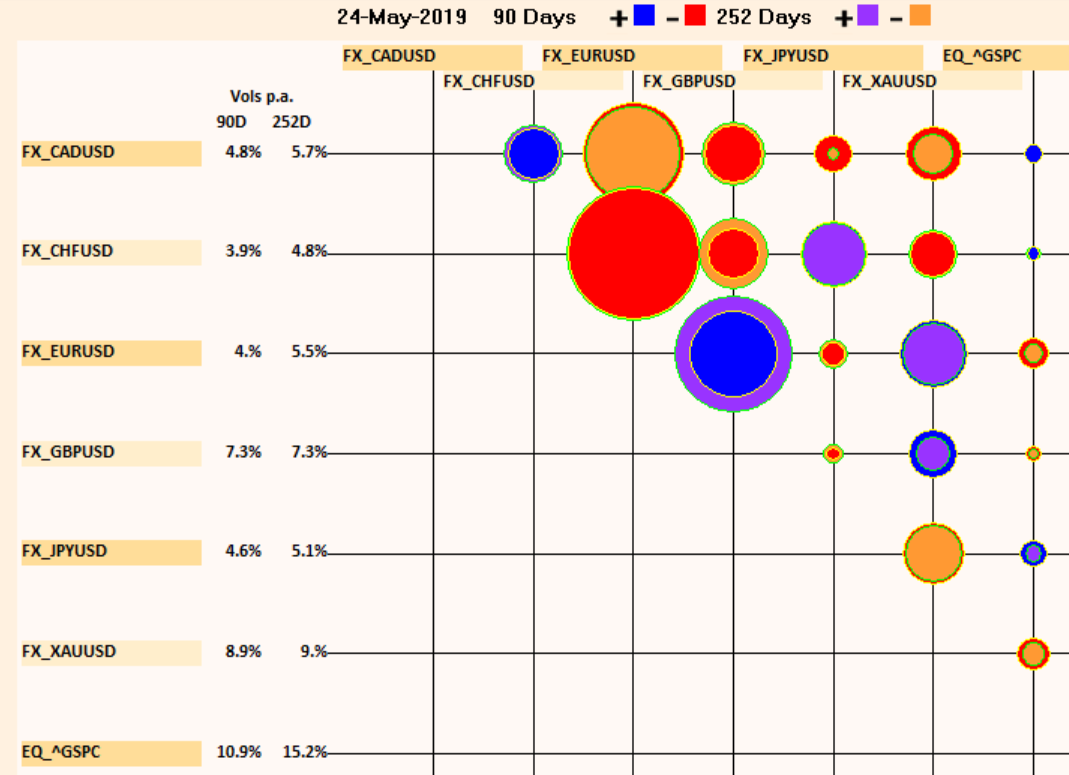 24-May-2019 90 Days + - 252 Days + -
FX_CADUSD FX_EURUSD FX_JPYUSD EQ_^GSPC
FX_CHFUSD FX_GBPUSD FX_XAUUSD
Vols p.a.
90D 252D
FX_CADUSD 4.8% 5.7%
FX_CHFUSD 3.9% 4.8%
FX_EURUSD 4.% 5.5%
FX_GBPUSD 7.3% 7.3%
FX_JPYUSD 4.6% 5.1%
FX_XAUUSD 8.9% 9.%
EQ_^GSPC 10.9% 15.2%